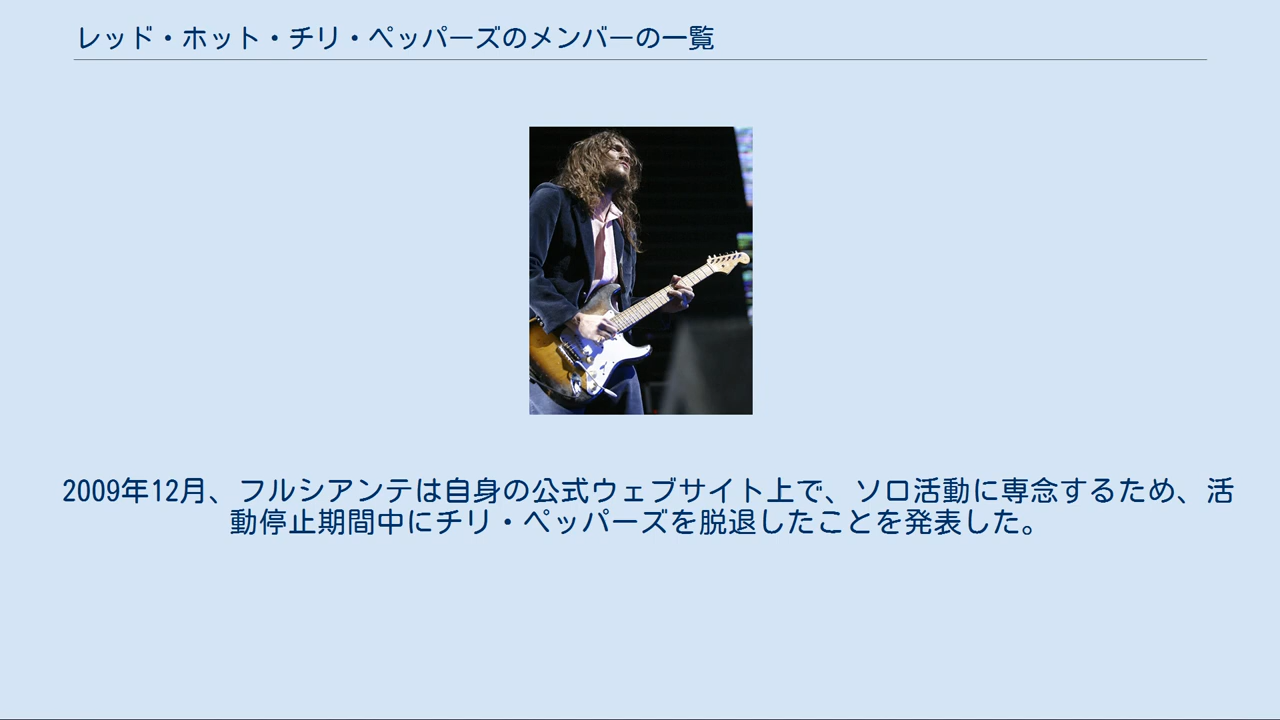 レッド・ホット・チリ・ペッパーズのメンバーの一覧
2009年12月、フルシアンテは自身の公式ウェブサイト上で、ソロ活動に専念するため、活
動停止期間中にチリ・ペッパーズを脱退したことを発表した。